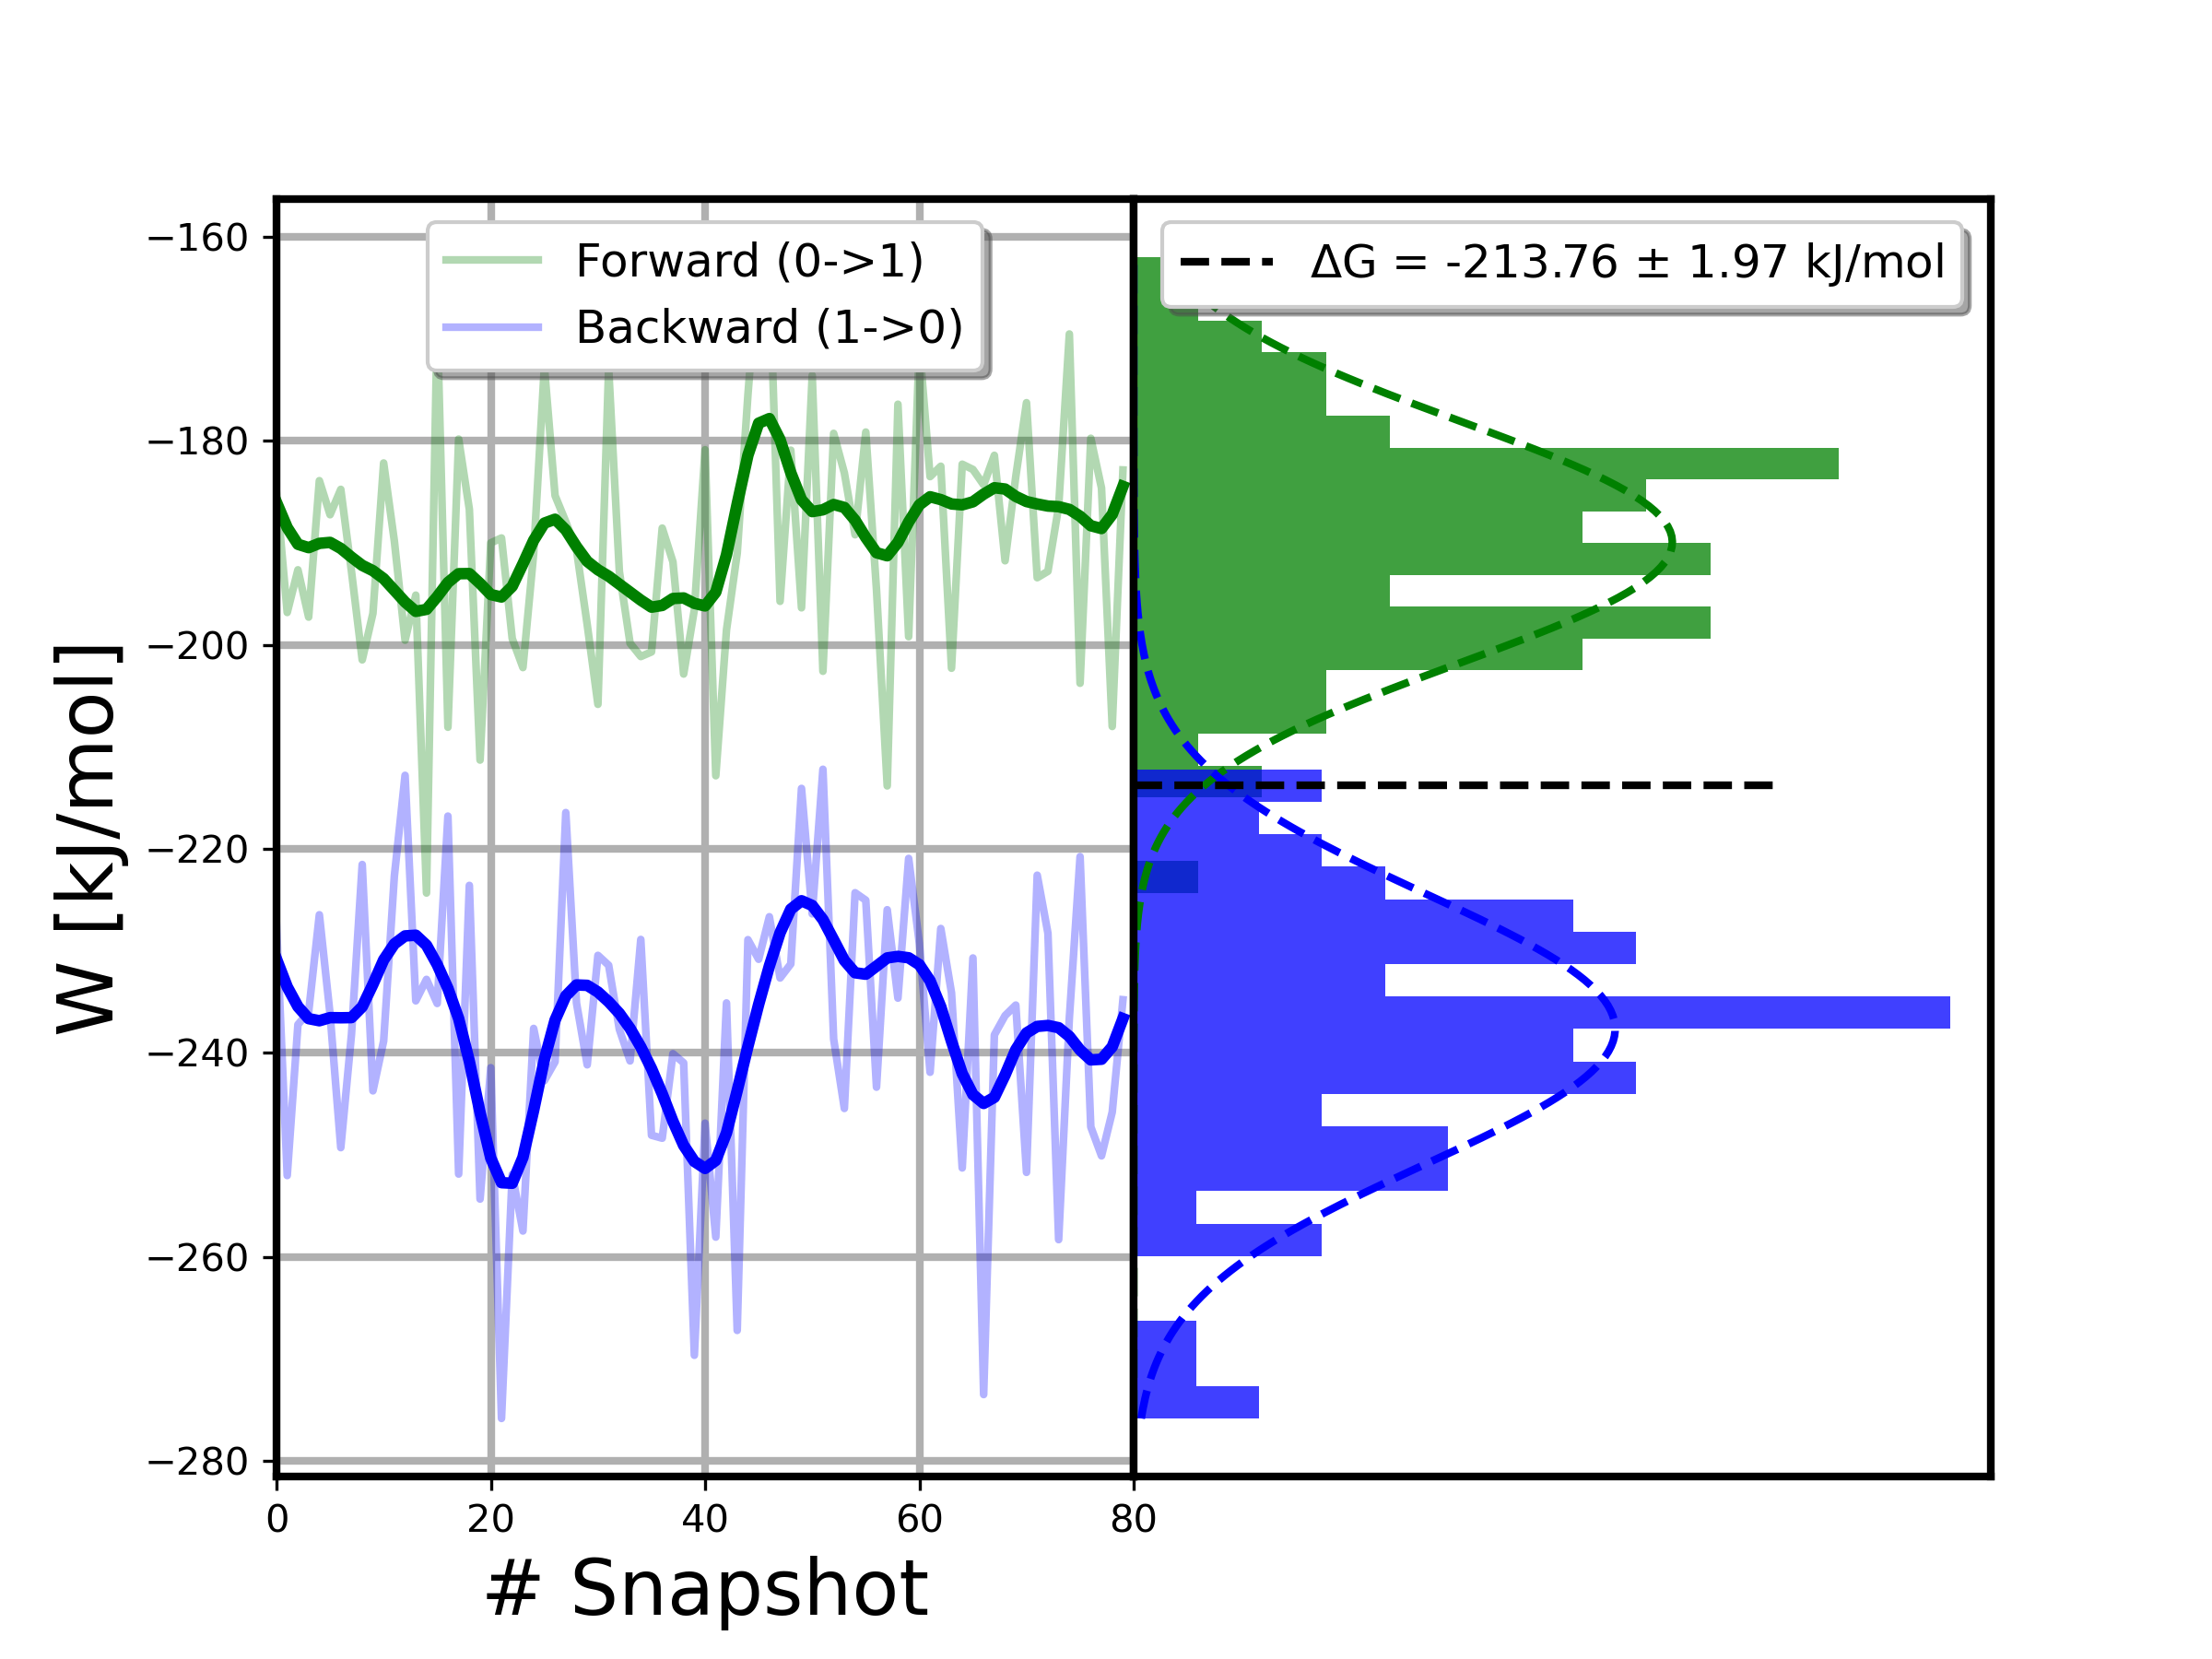 Forward (0->1)
Backward (1->0)
ΔG = -213.76 ± 1.97 kJ/mol
W [kJ/mol]
−160
−180
−200
−220
−240
−260
−280
0 20 40 60 80
# Snapshot